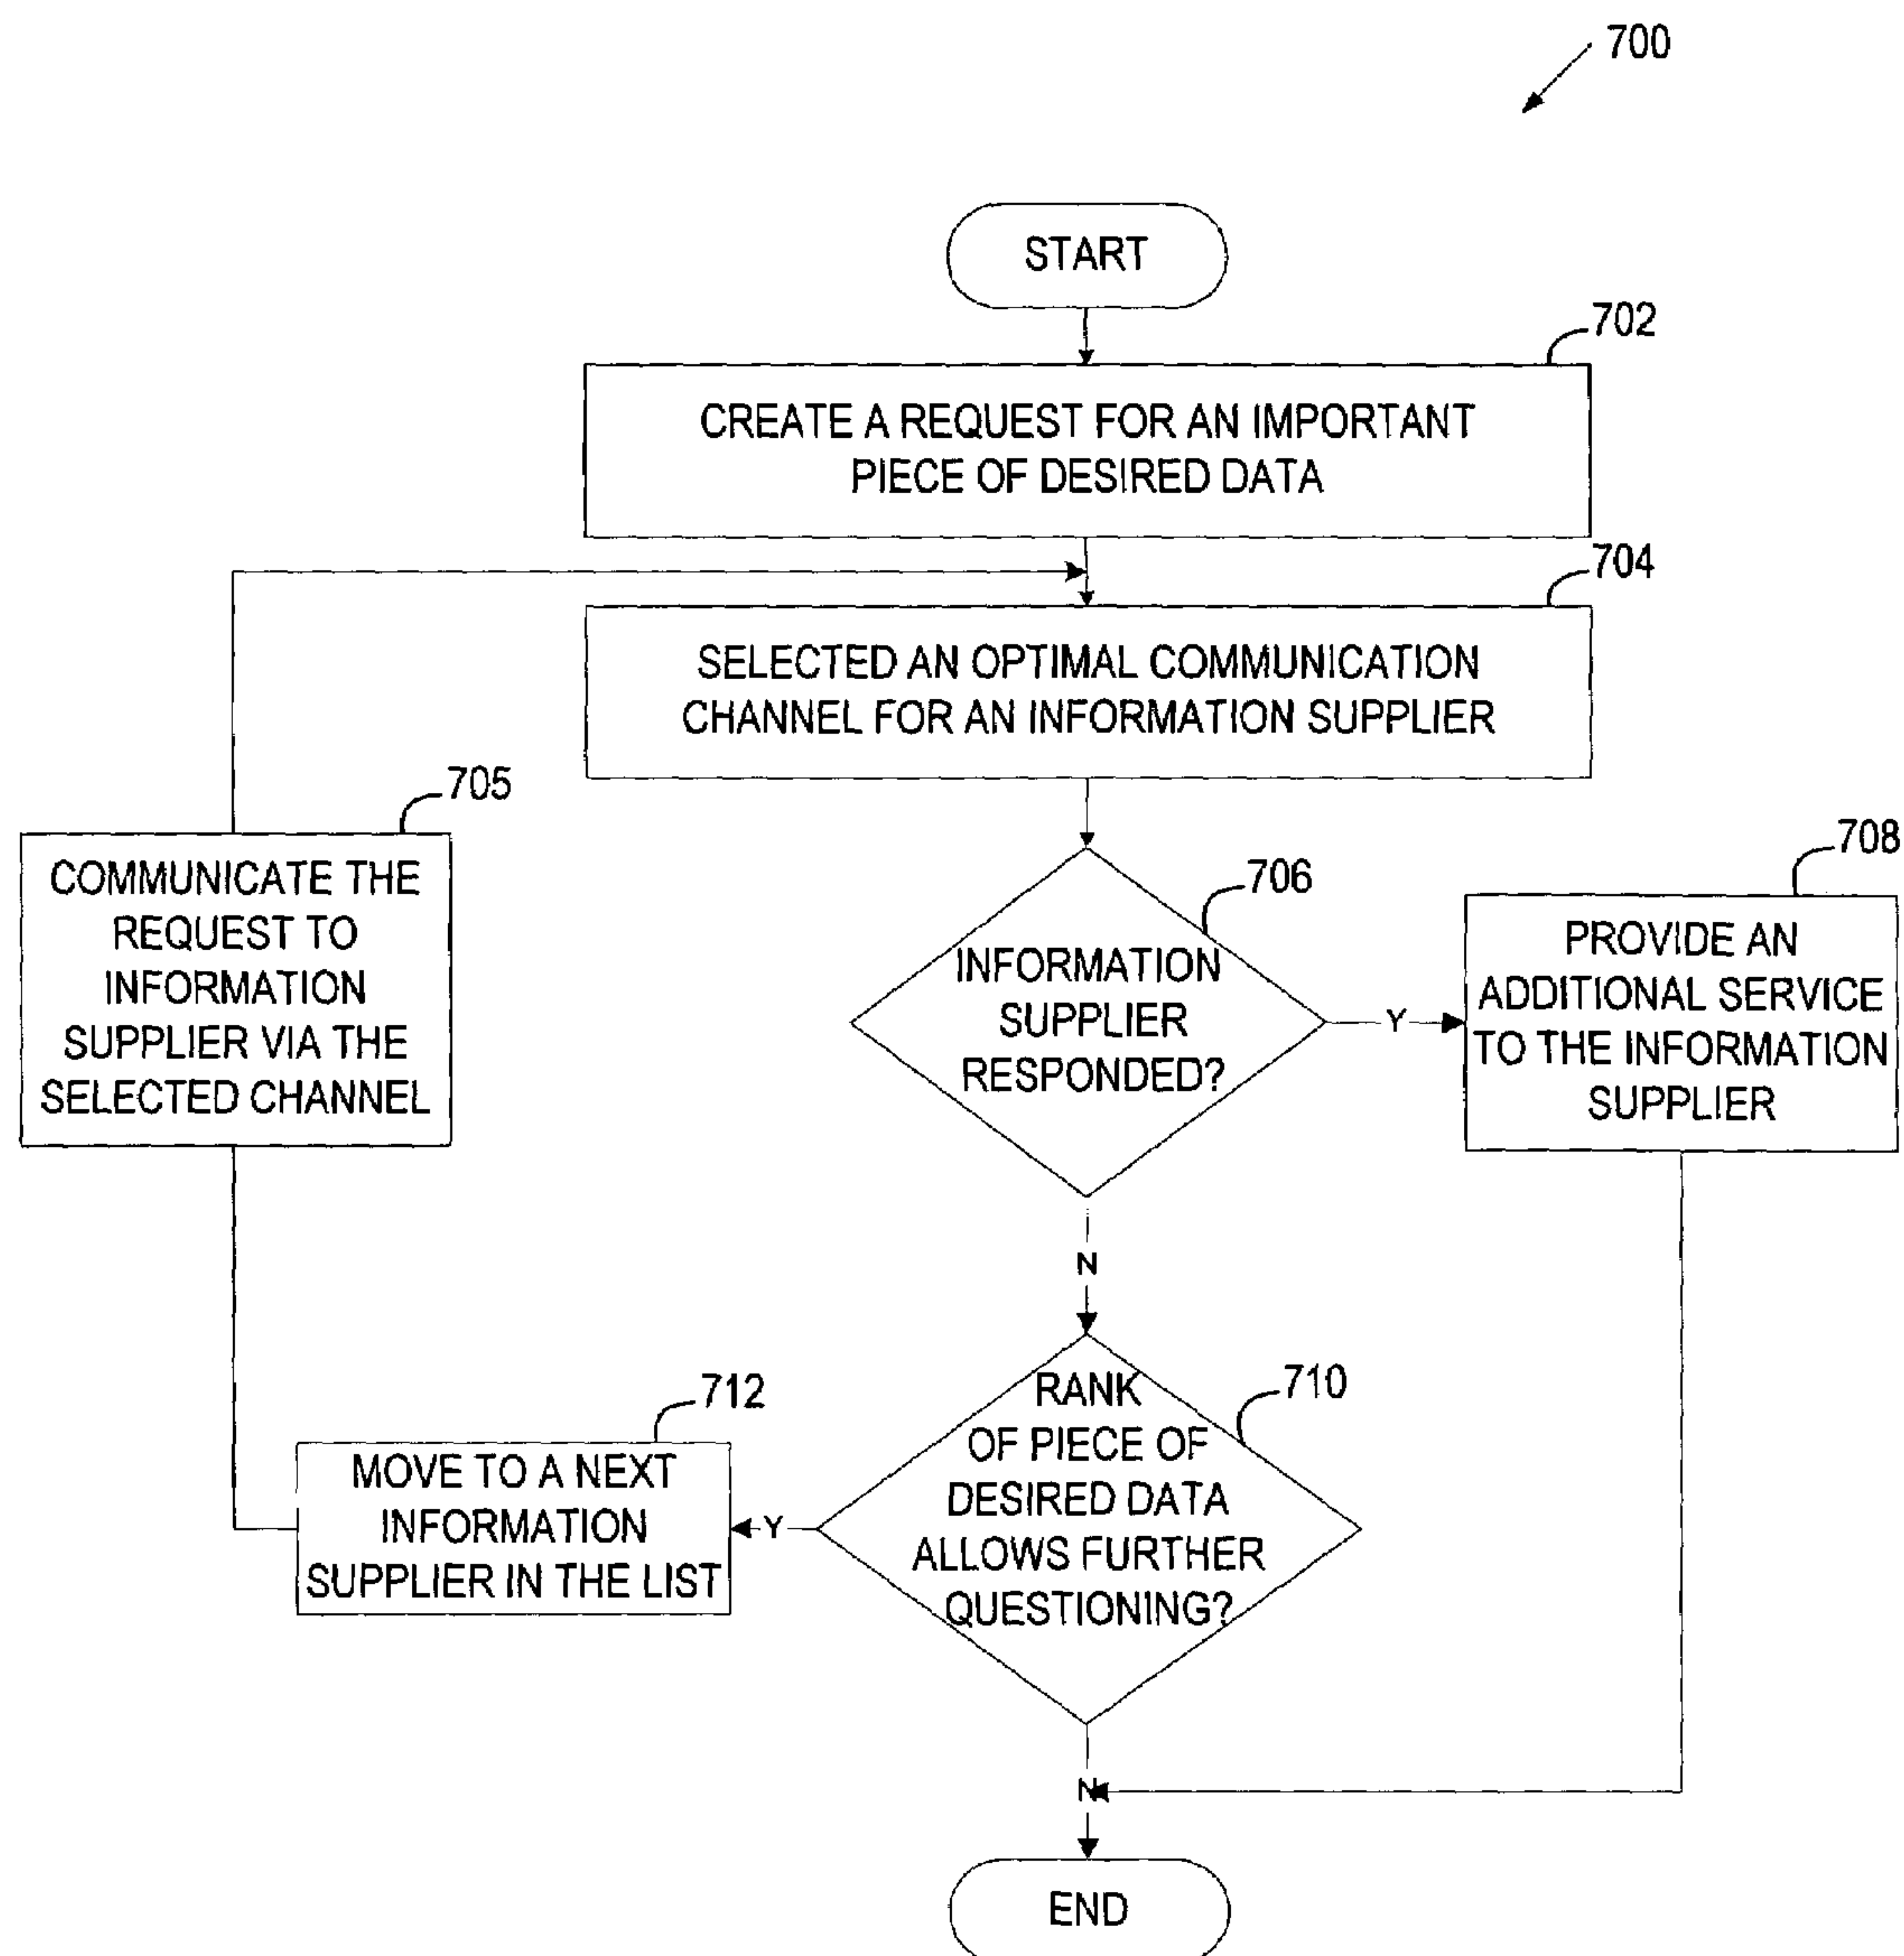 700
START
702
CREATE A REQUEST FOR AN IMPORTANT
PIECE OF DESIRED DATA
704
SELECTED AN OPTIMAL COMMUNICATION
CHANNEL FOR AN INFORMATION SUPPLIER
705
COMMUNICATE THE
REQUEST TO
INFORMATION
SUPPLIER VIA THE
SELECTED CHANNEL
706
INFORMATION
SUPPLIER
RESPONDED?
Y
708
PROVIDE AN
ADDITIONAL SERVICE
TO THE INFORMATION
SUPPLIER
N
710
RANK
OF PIECE OF
DESIRED DATA
ALLOWS FURTHER
QUESTIONING?
Y
712
MOVE TO A NEXT
INFORMATION
SUPPLIER IN THE LIST
N
END